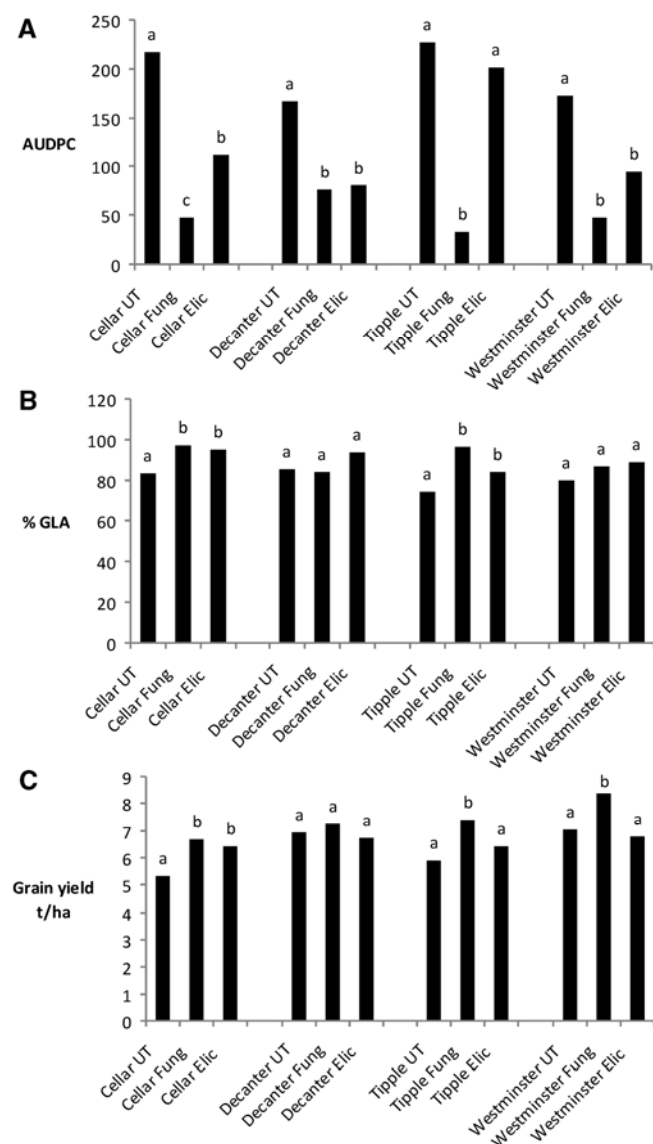 A
250
200
150
100
50
0
AUDPC
a
c
b
a
b
b
a
b
a
a
b
b
Cellar UT
Cellar Fung
Cellar Elic
Decanter UT
Decanter Fung
Decanter Elic
Tipple UT
Tipple Fung
Tipple Elic
Westminster UT
Westminster Fung
Westminster Elic
B
120
100
80
60
40
20
0
% GLA
a
b
b
a
a
a
a
b
b
a
a
a
Cellar UT
Cellar Fung
Cellar Elic
Decanter UT
Decanter Fung
Decanter Elic
Tipple UT
Tipple Fung
Tipple Elic
Westminster UT
Westminster Fung
Westminster Elic
C
9
8
7
6
5
4
3
2
1
0
Grain yield
t/ha
a
b
b
a
a
a
a
b
a
a
b
a
Cellar UT
Cellar Fung
Cellar Elic
Decanter UT
Decanter Fung
Decanter Elic
Tipple UT
Tipple Fung
Tipple Elic
Westminster UT
Westminster Fung
Westminster Elic